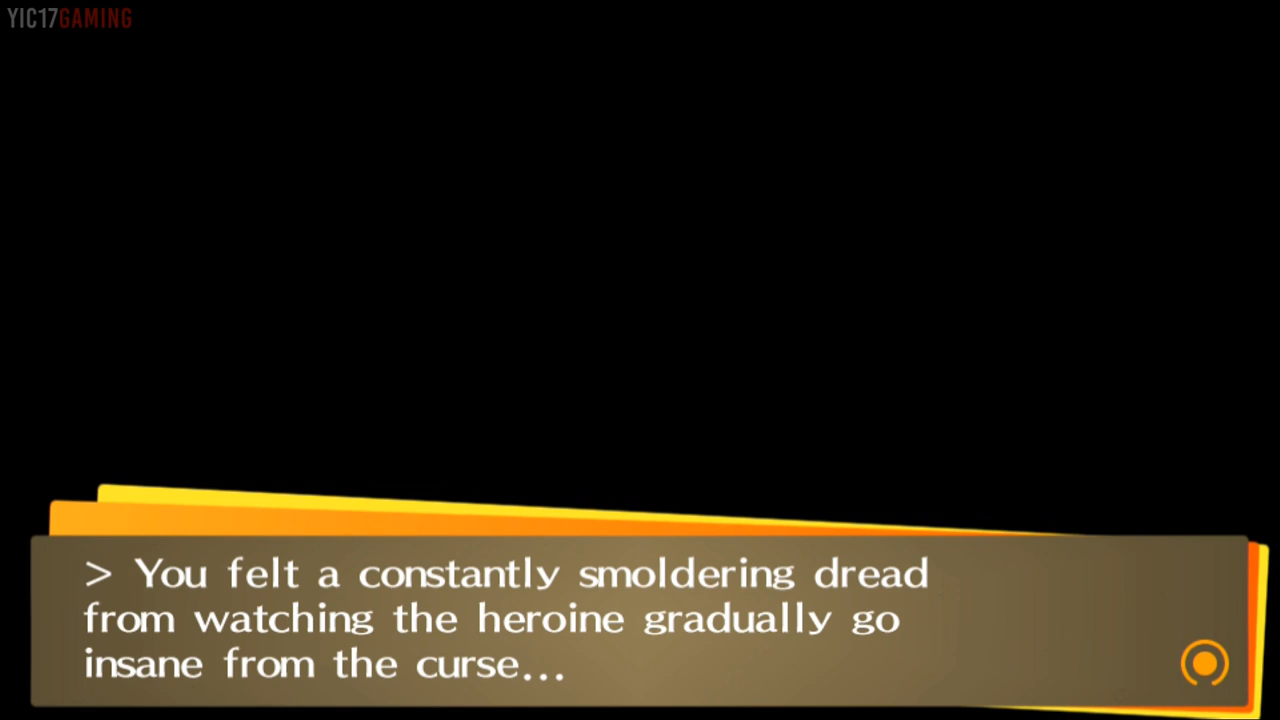 YIC17GAMING
> You felt a constantly smoldering dread
from watching the heroine gradually go
insane from the curse...